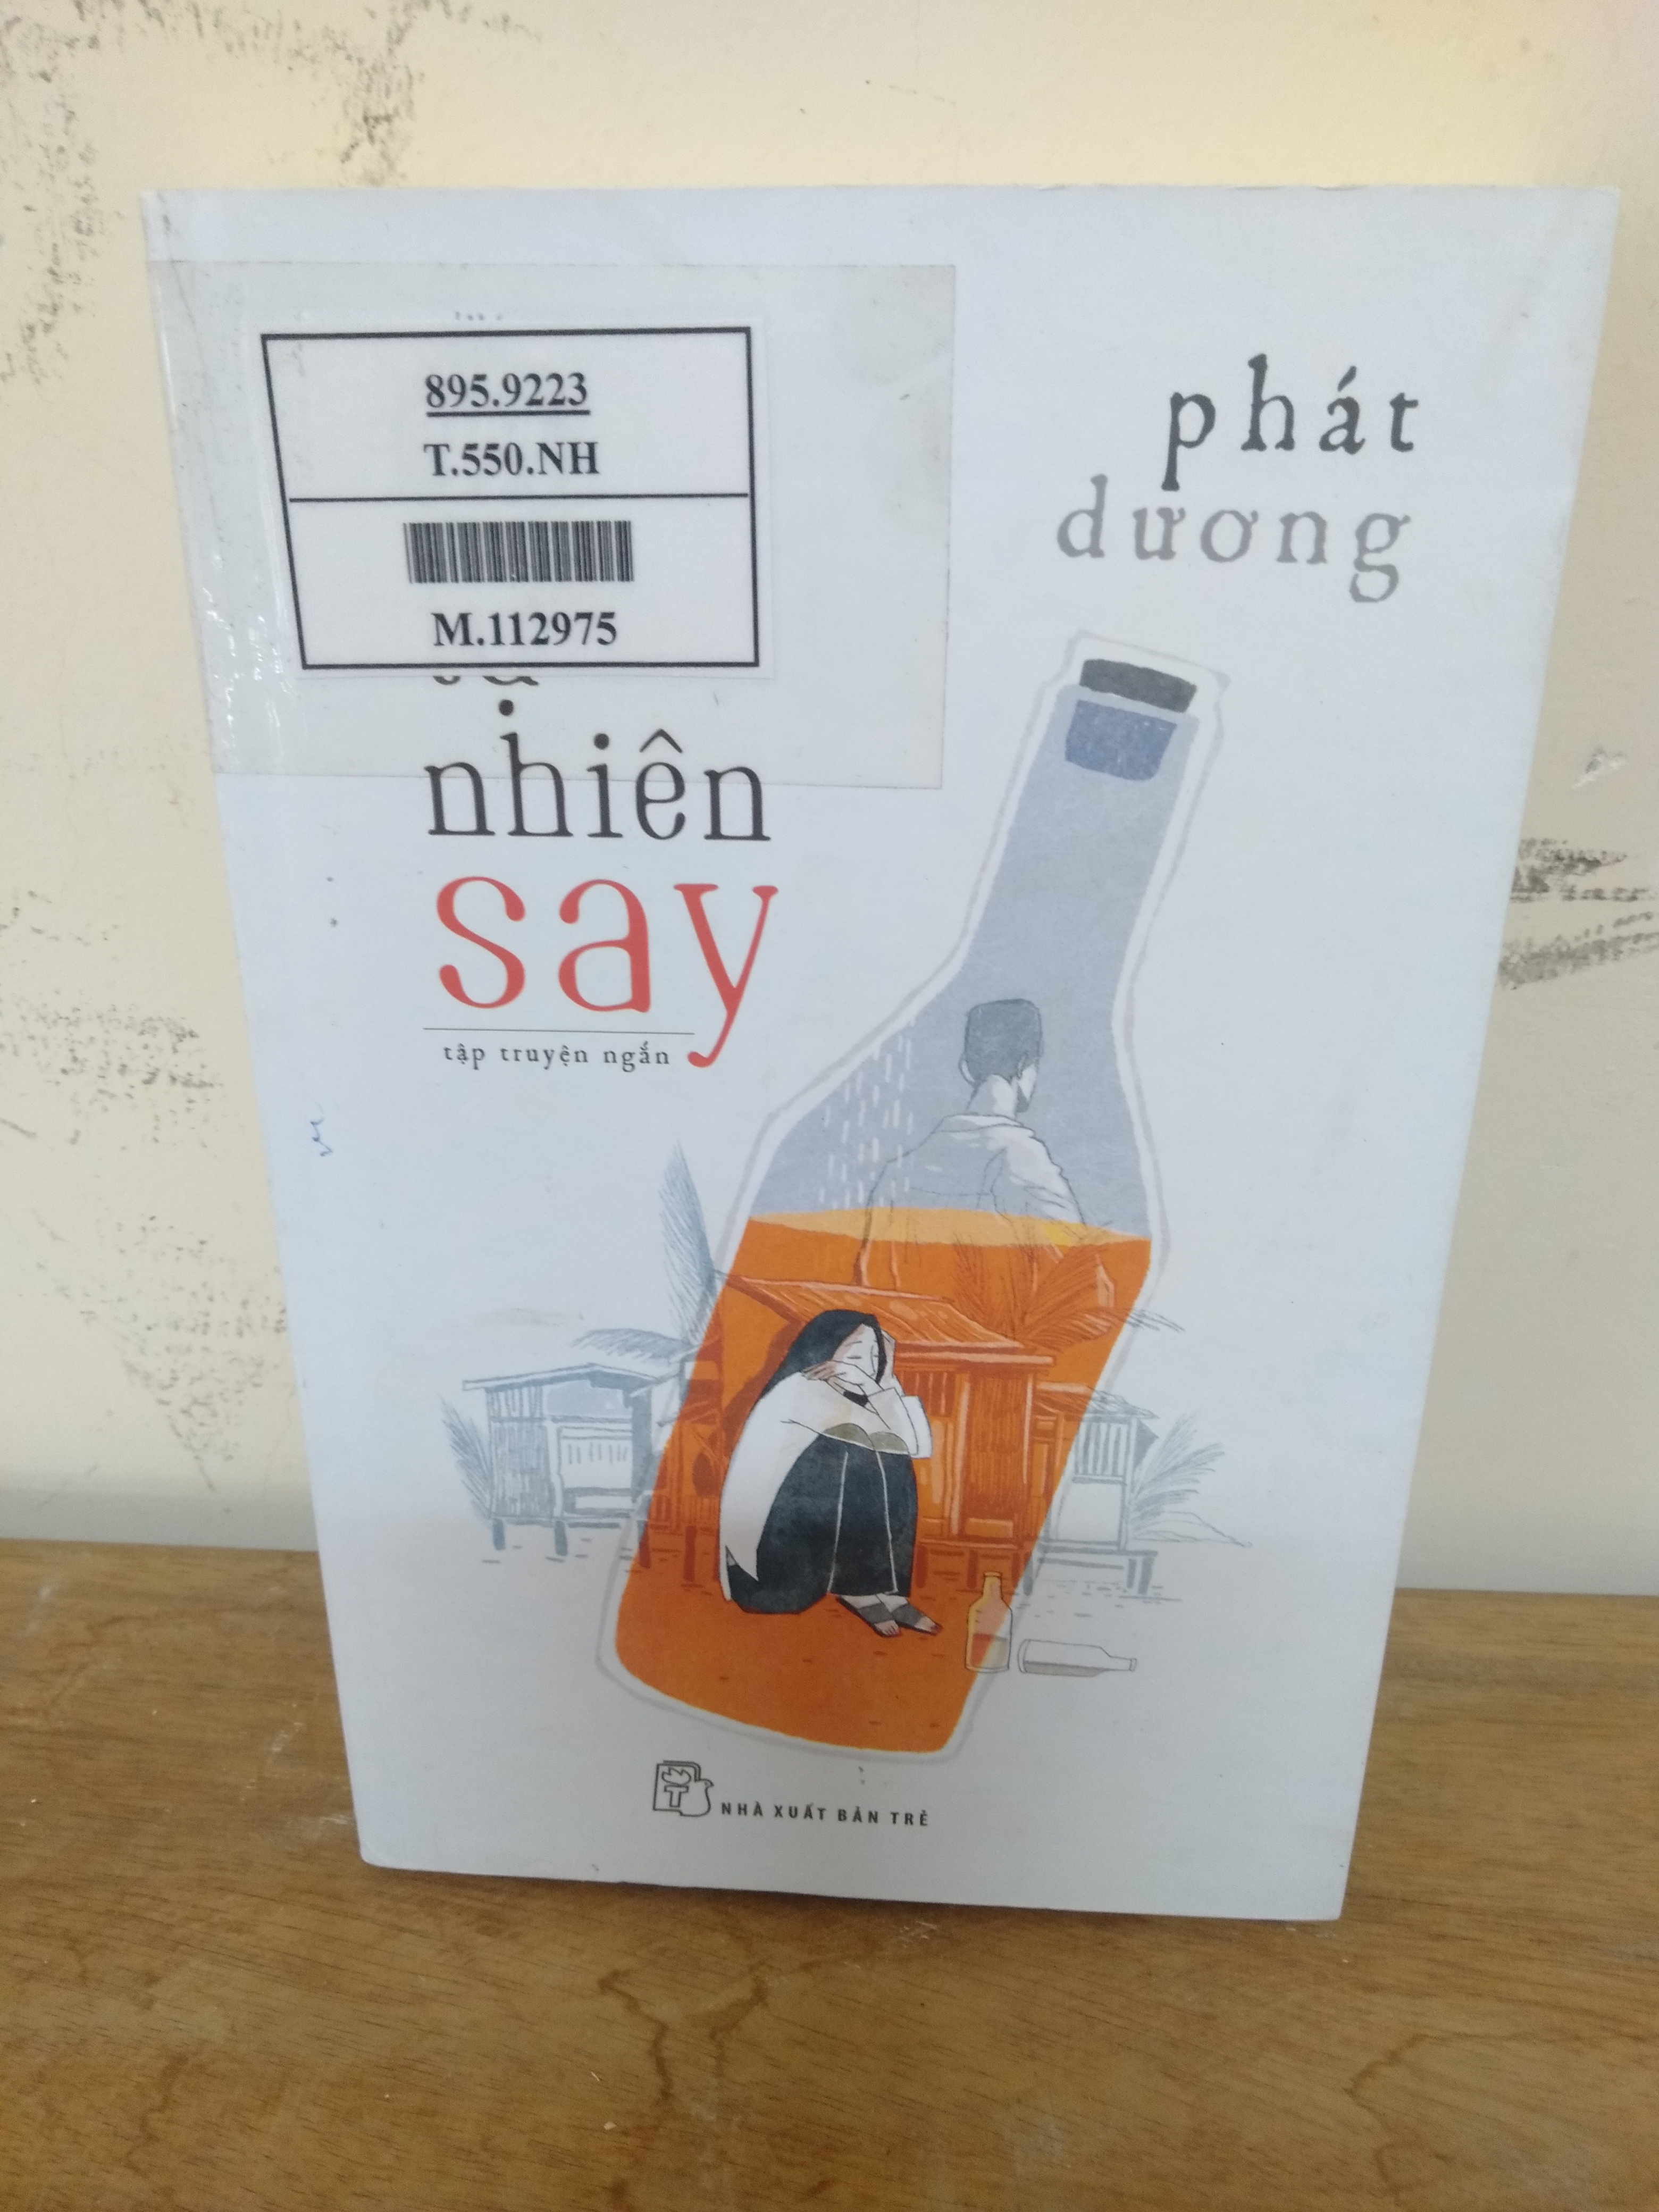 895.9223
T.550.NH
M.112975
phát
dương
nhiên
say
tập truyện ngắn
NHÀ XUẤT BẢN TRẺ